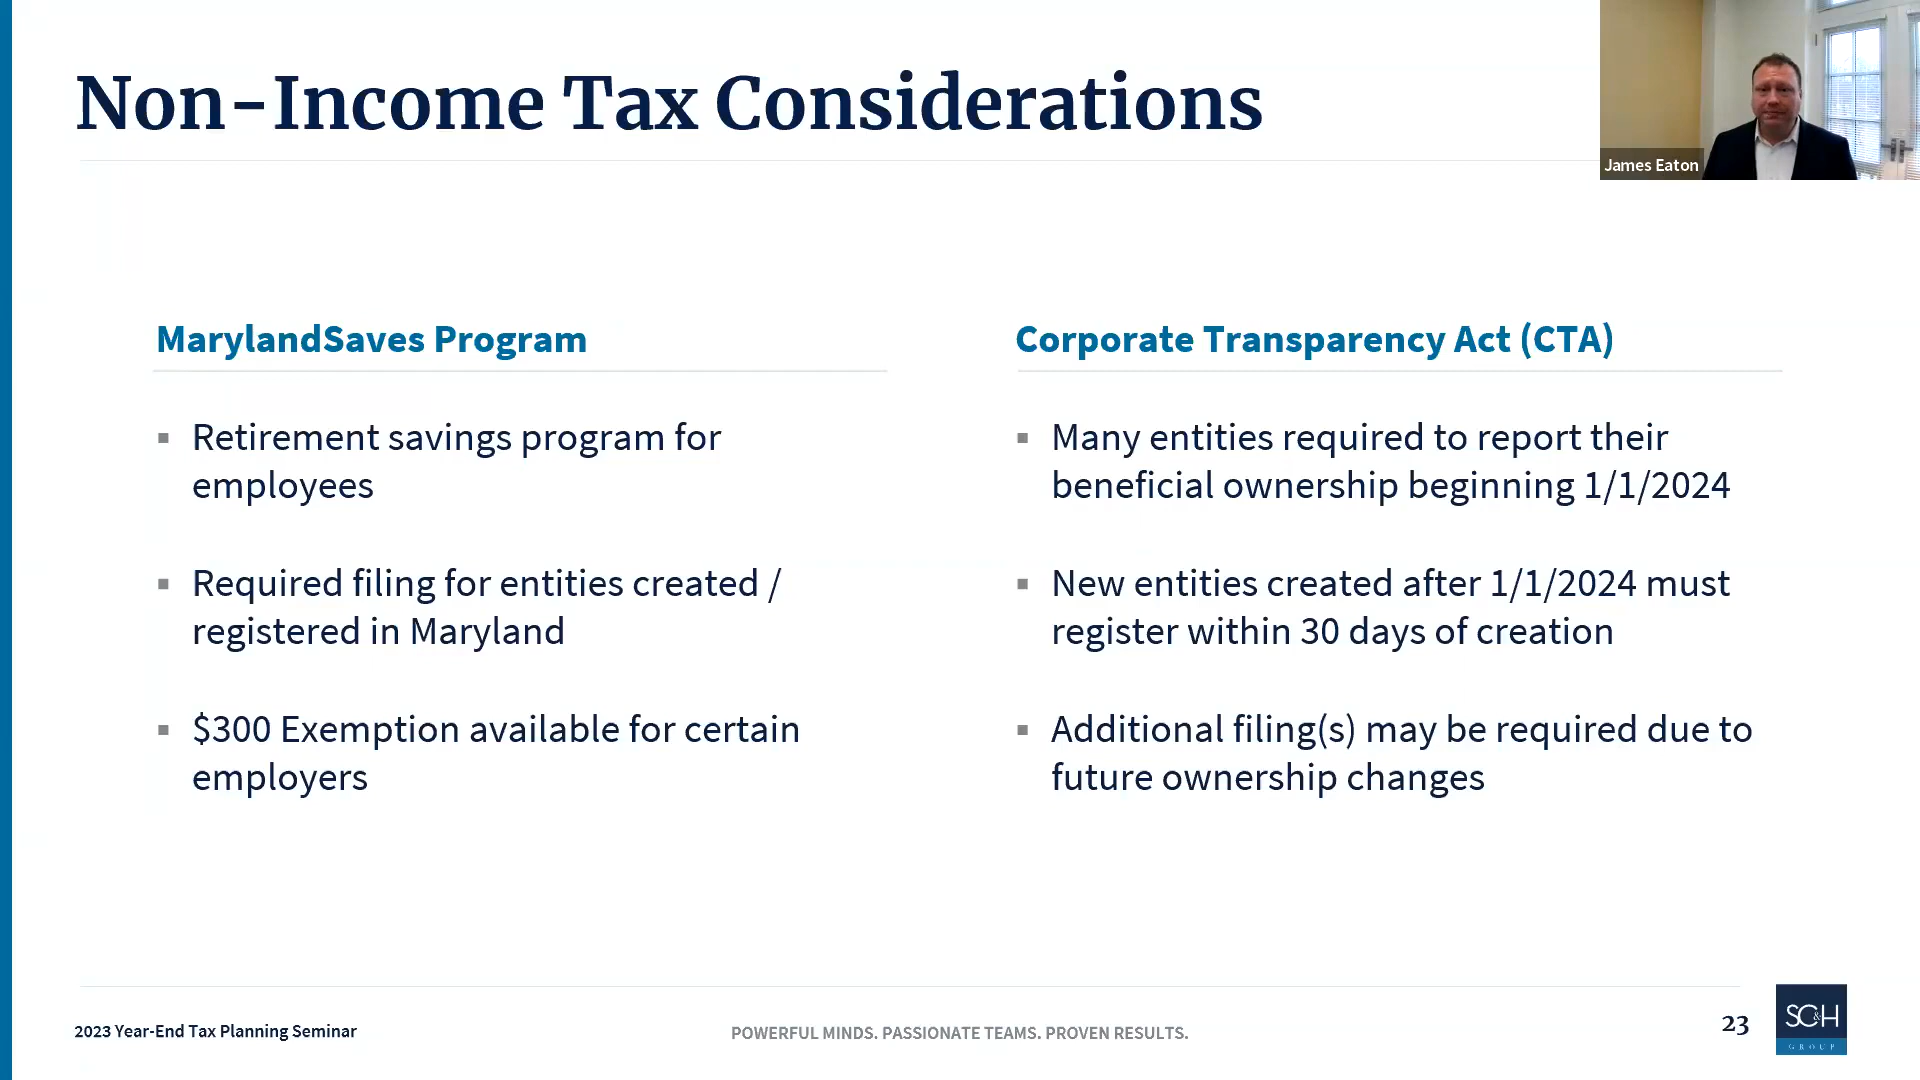 Non-Income Tax Considerations
James Eaton
MarylandSaves Program
▪ Retirement savings program for
employees
▪ Required filing for entities created /
registered in Maryland
▪ $300 Exemption available for certain
employers
Corporate Transparency Act (CTA)
▪ Many entities required to report their
beneficial ownership beginning 1/1/2024
▪ New entities created after 1/1/2024 must
register within 30 days of creation
▪ Additional filing(s) may be required due to
future ownership changes
2023 Year-End Tax Planning Seminar
POWERFUL MINDS. PASSIONATE TEAMS. PROVEN RESULTS.
23
SC&H
GROUP